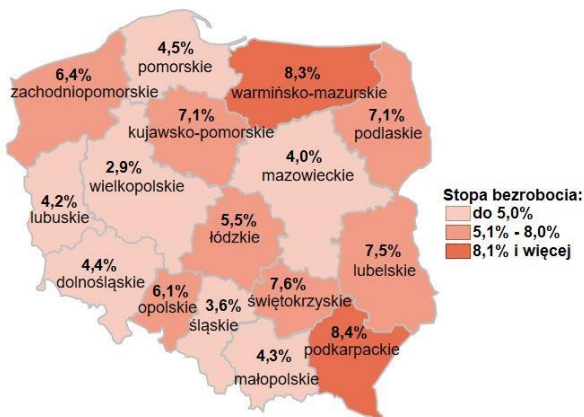 4,5%
pomorskie
6,4%
zachodniopomorskie
8,3%
warmińsko-mazurskie
7,1%
kujawsko-pomorskie
7,1%
podlaskie
2,9%
wielkopolskie
4,0%
mazowieckie
4,2%
lubuskie
5,5%
łódzkie
4,4%
dolnośląskie
7,5%
lubelskie
6,1%
opolskie
3,6%
śląskie
7,6%
świętokrzyskie
8,4%
podkarpackie
4,3%
małopolskie
Stopa bezrobocia:
do 5,0%
5,1% - 8,0%
8,1% i więcej